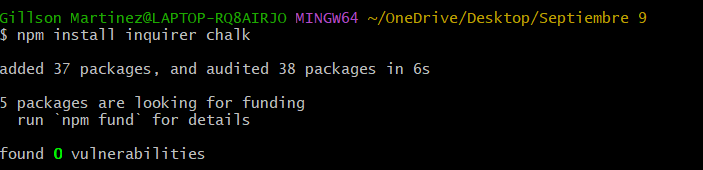 Gillson Martinez@LAPTOP-RQ8AIRJO MINGW64 ~/OneDrive/Desktop/Septiembre 9
$ npm install inquirer chalk
added 37 packages, and audited 38 packages in 6s
5 packages are looking for funding
run `npm fund` for details
found 0 vulnerabilities